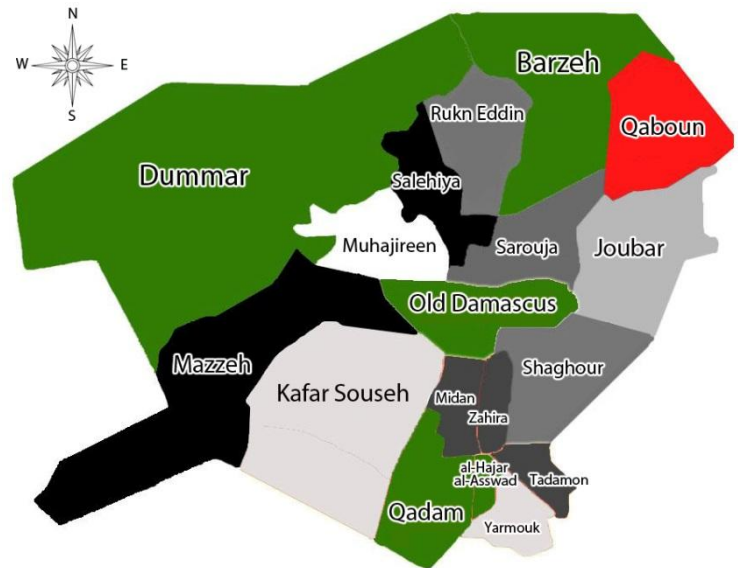 N
W
E
S
Barzeh
Rukn Eddin
Qaboun
Dummar
Salehiya
Muhajireen
Sarouja
Joubar
Old Damascus
Mazzeh
Kafar Souseh
Shaghour
Midan
Zahira
al-Hajar
al-Asswad
Tadamon
Qadam
Yarmouk